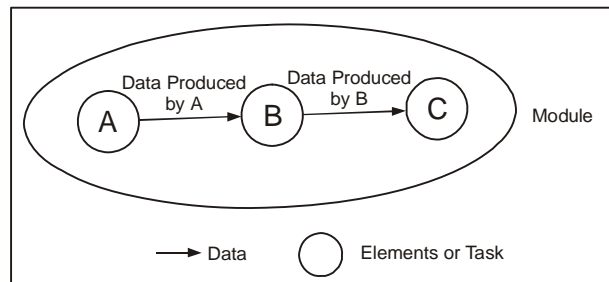 Data Produced
by A
Data Produced
by B
A
B
C
Module
Data
Elements or Task